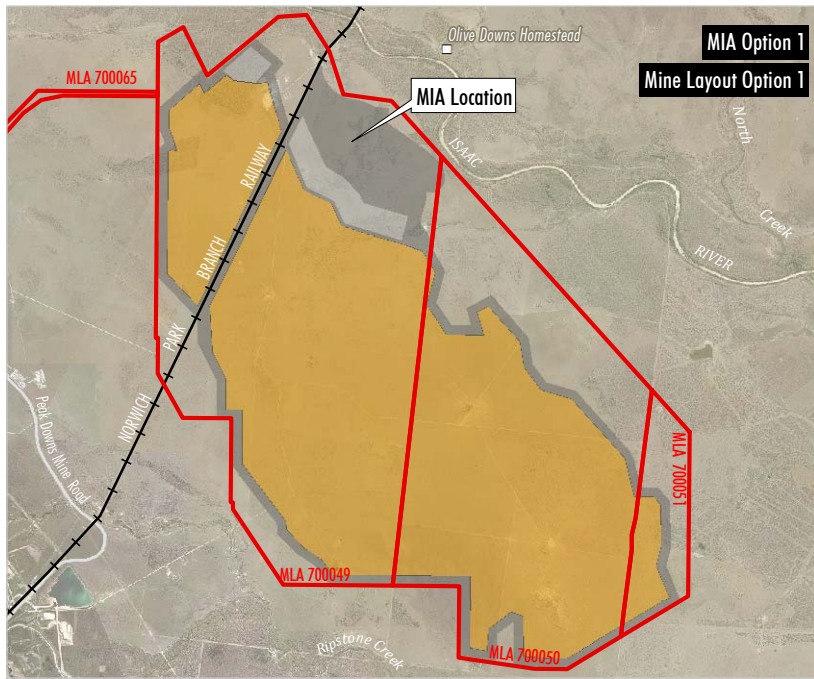 Olive Downs Homestead
MIA Option 1
Mine Layout Option 1
MLA 700065
MIA Location
North
Creek
ISAAC
RIVER
RAILWAY
BRANCH
PARK
NORWICH
Peak Downs Mine Road
MLA 700051
MLA 700049
MLA 700050
Ripstone Creek